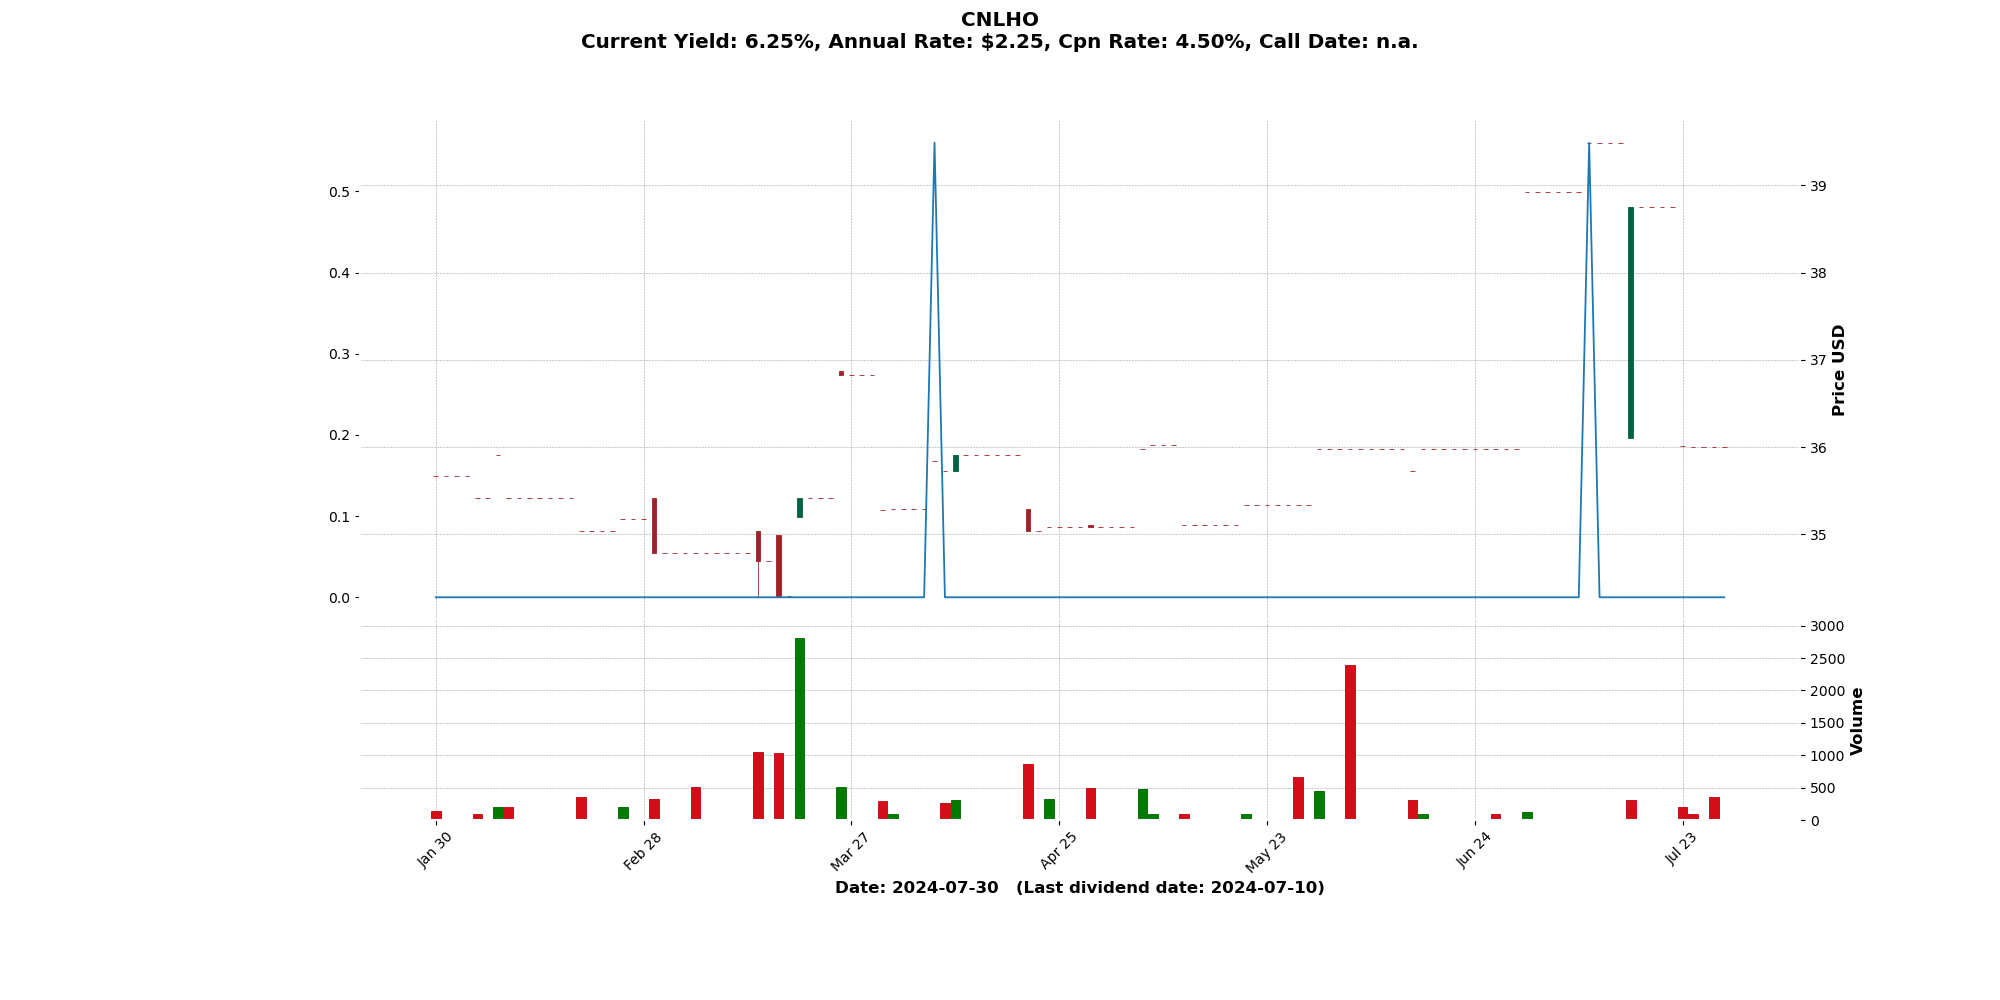 CNLHO
Current Yield: 6.25%, Annual Rate: $2.25, Cpn Rate: 4.50%, Call Date: n.a.
0.5
0.4
0.3
0.2
0.1
0.0
39
38
37
36
35
Price USD
3000
2500
2000
1500
1000
500
0
Volume
Jan 30
Feb 28
Mar 27
Apr 25
May 23
Jun 24
Jul 23
Date: 2024-07-30 (Last dividend date: 2024-07-10)